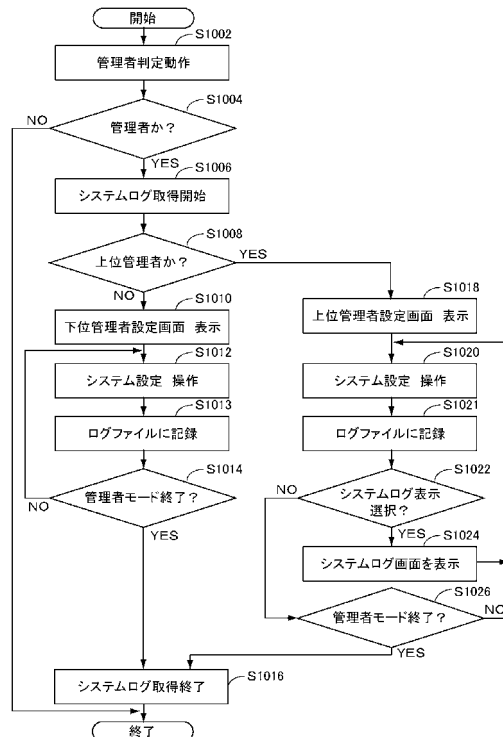 開始
S1002
管理者判定動作
S1004
管理者か？
NO
YES
S1006
システムログ取得開始
S1008
上位管理者か？
YES
NO
S1010
下位管理者設定画面 表示
S1012
システム設定 操作
S1013
ログファイルに記録
S1014
管理者モード終了？
NO
YES
S1018
上位管理者設定画面 表示
S1020
システム設定 操作
S1021
ログファイルに記録
S1022
システムログ表示
選択？
NO
YES
S1024
システムログ画面を表示
S1026
管理者モード終了？
NO
YES
S1016
システムログ取得終了
終了